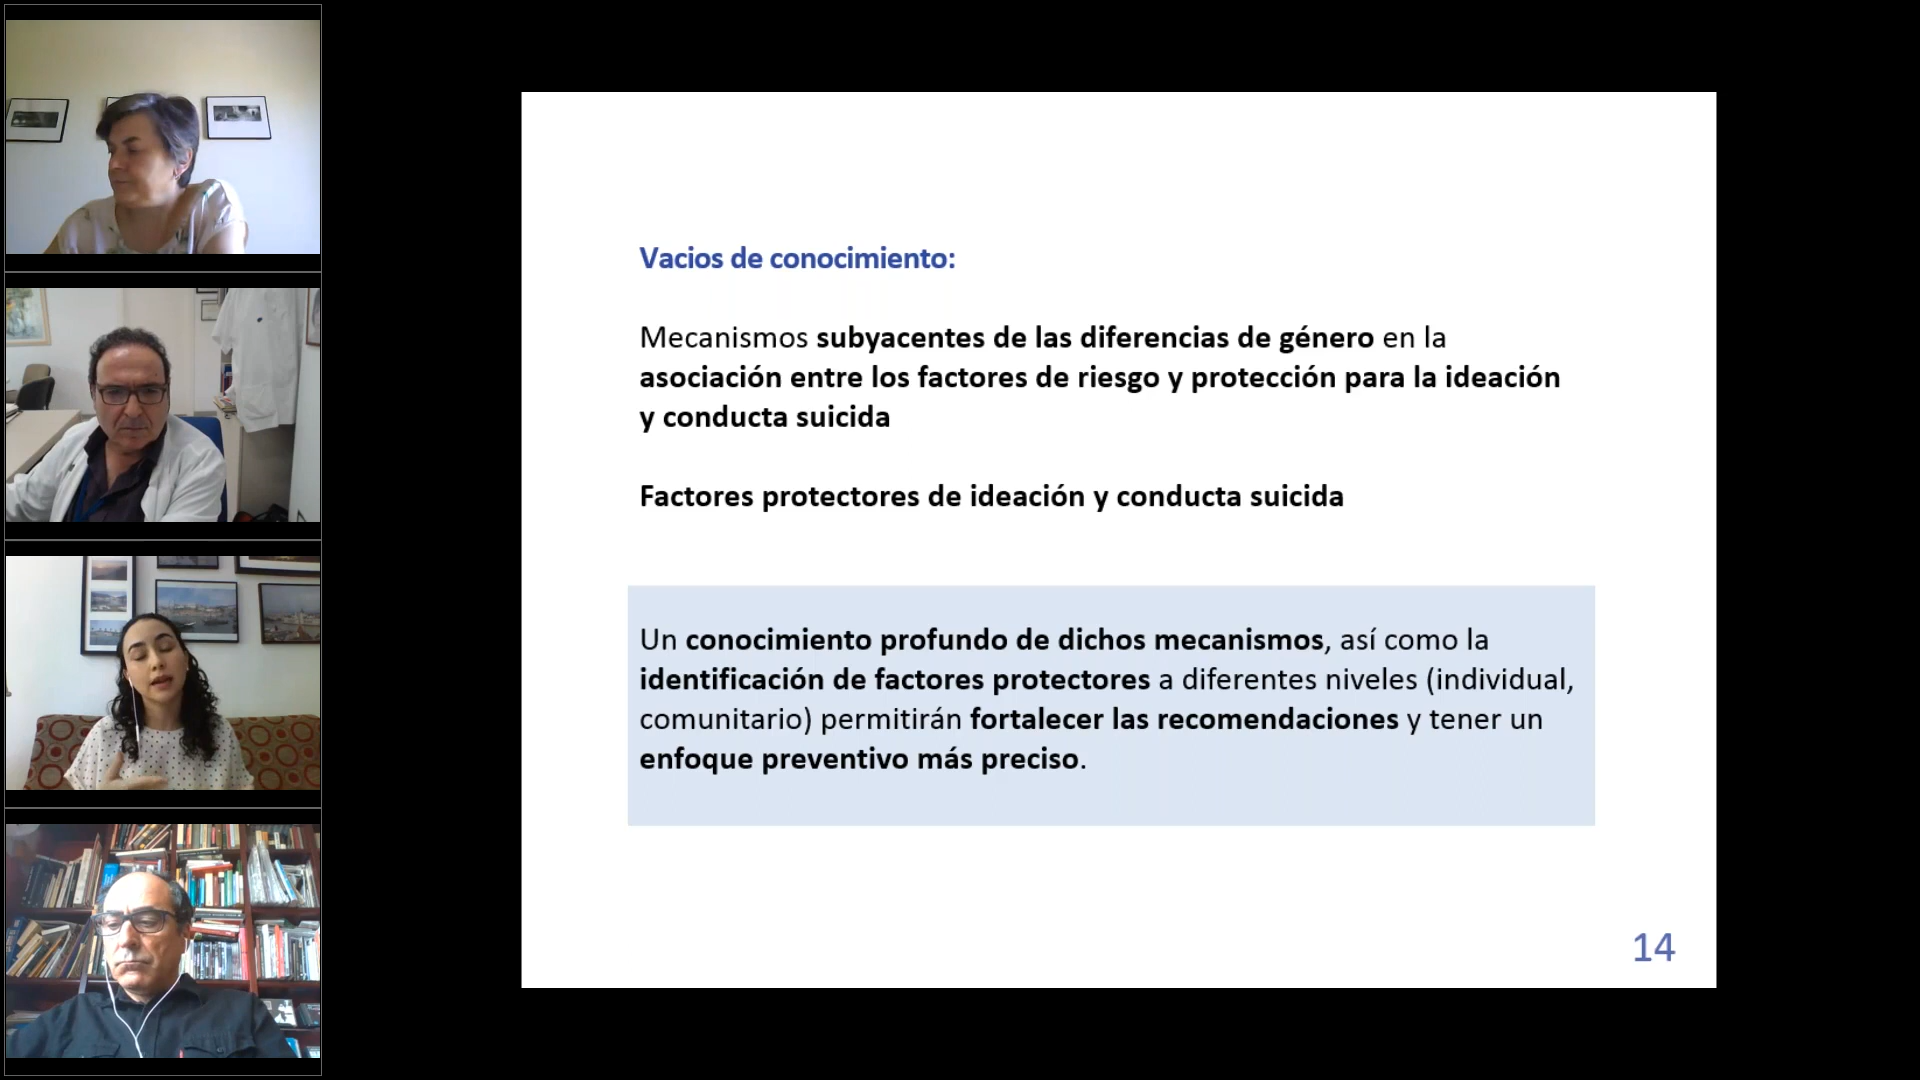 Vacios de conocimiento:
Mecanismos subyacentes de las diferencias de género en la
asociación entre los factores de riesgo y protección para la ideación
y conducta suicida
Factores protectores de ideación y conducta suicida
Un conocimiento profundo de dichos mecanismos, así como la
identificación de factores protectores a diferentes niveles (individual,
comunitario) permitirán fortalecer las recomendaciones y tener un
enfoque preventivo más preciso.
14